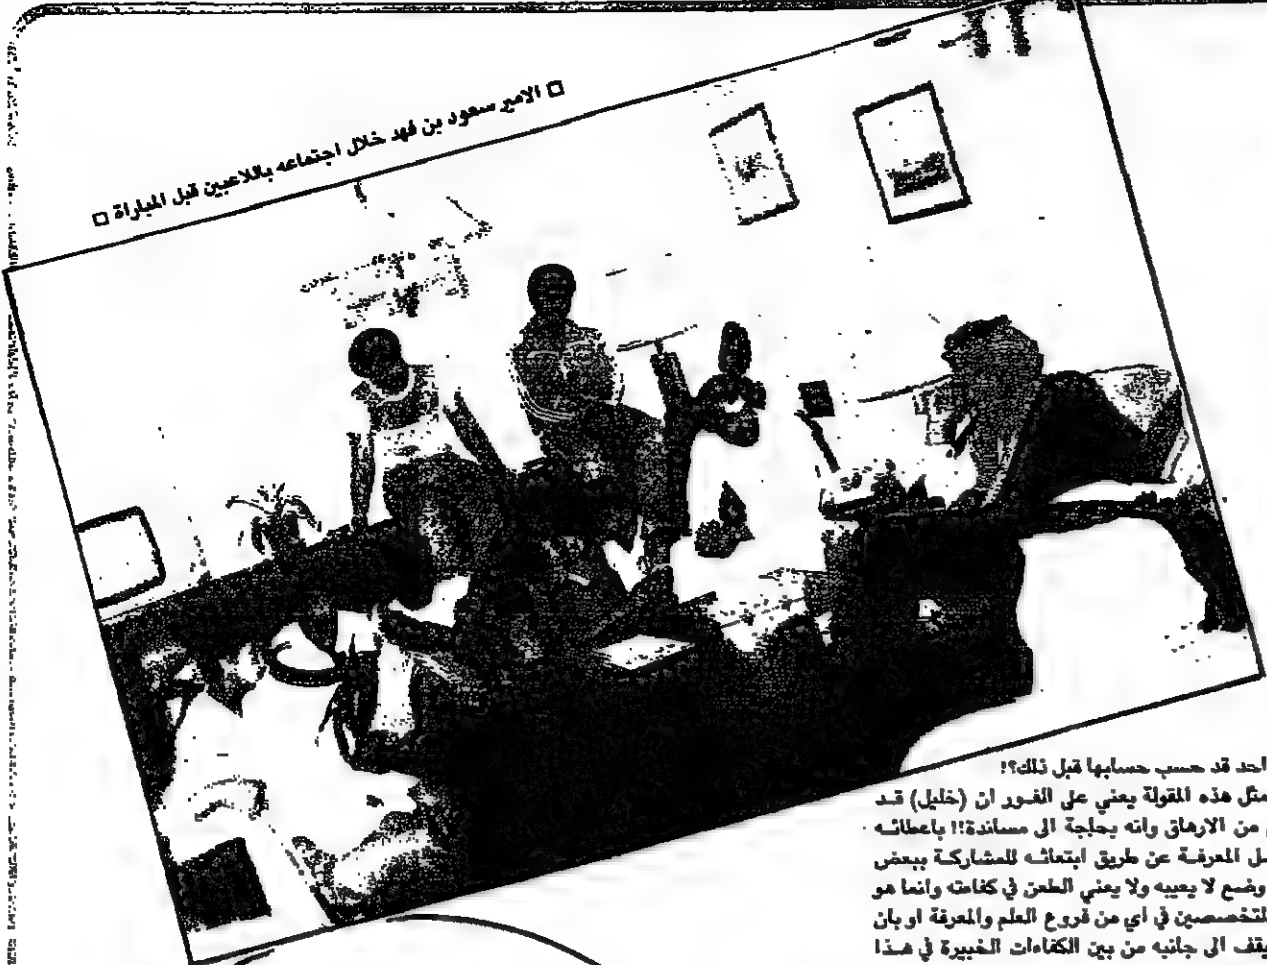 □ الامير سعود بن فهد خلال اجتماعه باللاعبين قبل المباراة □
احد قد حسب حسابها قبل ذلك؟!
مثل هذه المقولة يعني على الفور ان (خليل) قد
من الارهاق وانه بحاجة الى مساندة!! باعطائه
المعرفة عن طريق ابتعاثه للمشاركة ببعض
وضع لا يعيبه ولا يعني الطعن في كفاءته وانما هو
لتخصصين في أي من فروع العلم والمعرفة او بان
يقف الى جانبه من بين الكفاءات الخبيرة في هذا